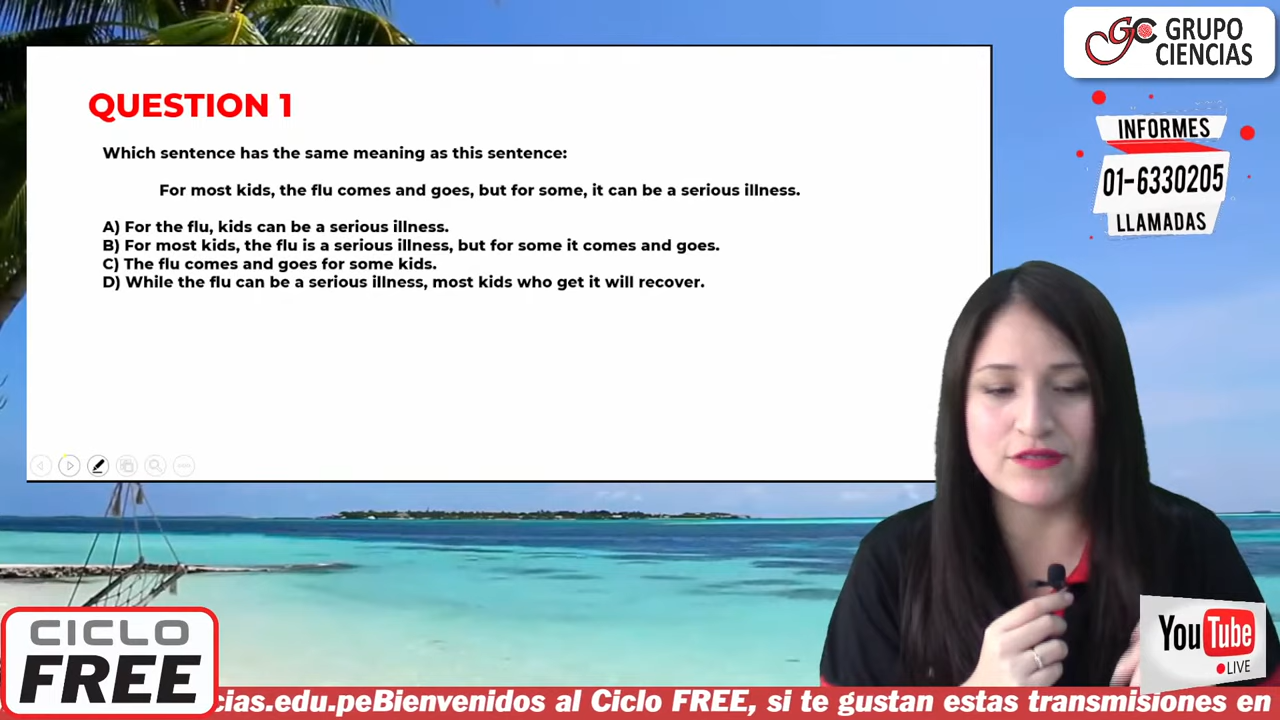 GC GRUPO
CIENCIAS
QUESTION 1
INFORMES
01-6330205
LLAMADAS
Which sentence has the same meaning as this sentence:
For most kids, the flu comes and goes, but for some, it can be a serious illness.
A) For the flu, kids can be a serious illness.
B) For most kids, the flu is a serious illness, but for some it comes and goes.
C) The flu comes and goes for some kids.
D) While the flu can be a serious illness, most kids who get it will recover.
CICLO
FREE
YouTube
LIVE
cias.edu.peBienvenidos al Ciclo FREE, si te gustan estas transmisiones en